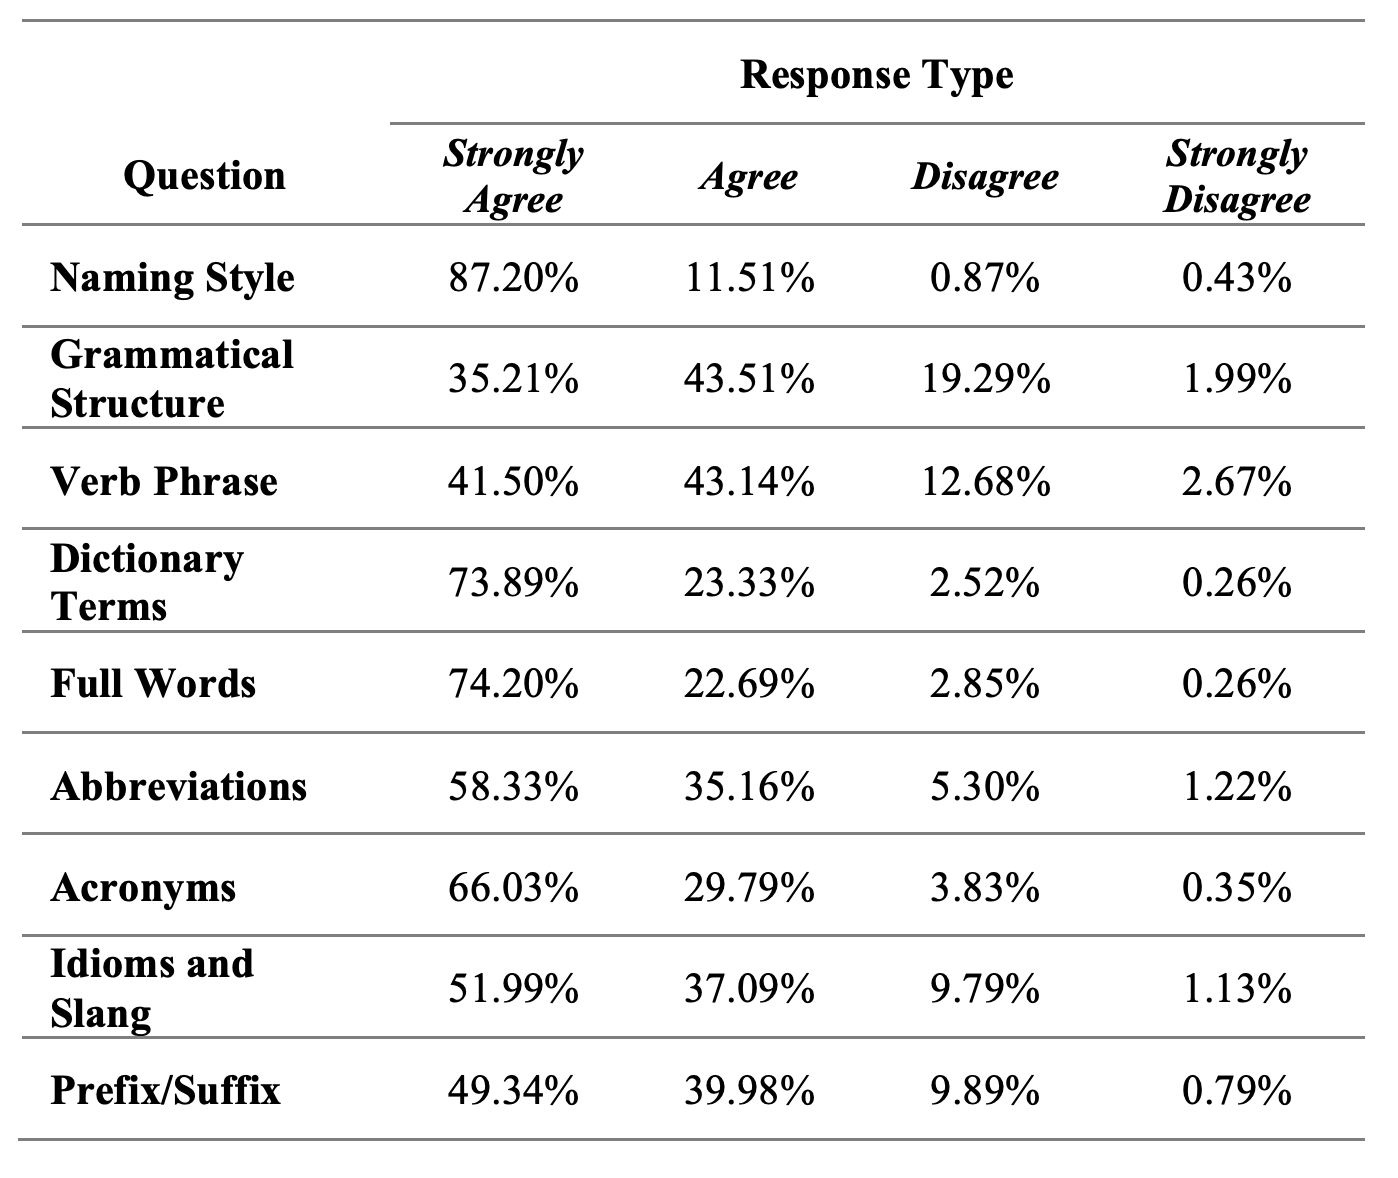 Response Type
Question Strongly Agree Agree Disagree Strongly Disagree
Naming Style 87.20% 11.51% 0.87% 0.43%
Grammatical Structure 35.21% 43.51% 19.29% 1.99%
Verb Phrase 41.50% 43.14% 12.68% 2.67%
Dictionary Terms 73.89% 23.33% 2.52% 0.26%
Full Words 74.20% 22.69% 2.85% 0.26%
Abbreviations 58.33% 35.16% 5.30% 1.22%
Acronyms 66.03% 29.79% 3.83% 0.35%
Idioms and Slang 51.99% 37.09% 9.79% 1.13%
Prefix/Suffix 49.34% 39.98% 9.89% 0.79%